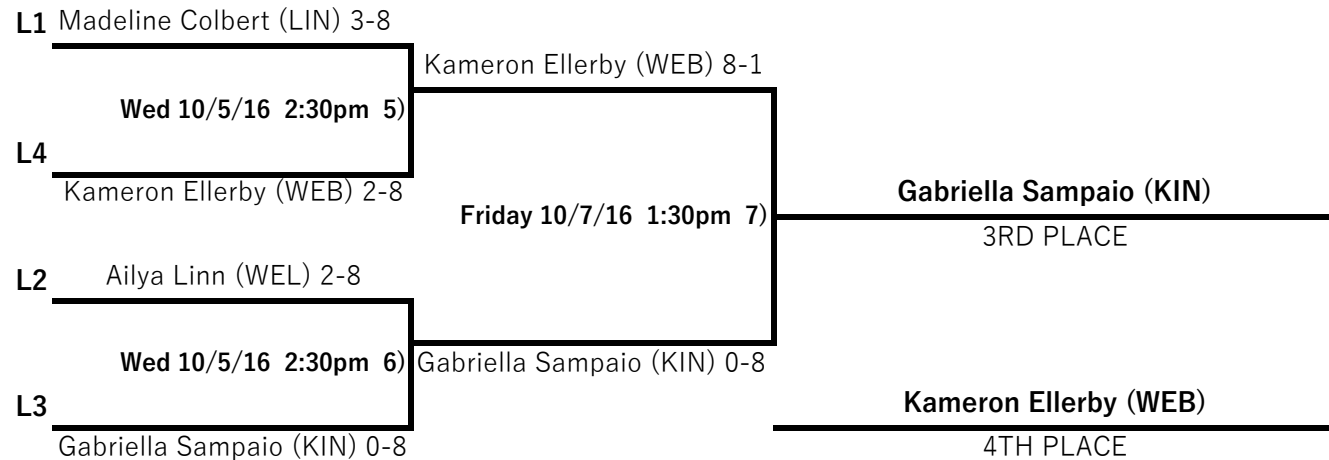 L1 Madeline Colbert (LIN) 3-8
Kameron Ellerby (WEB) 8-1
Wed 10/5/16 2:30pm 5)
L4
Kameron Ellerby (WEB) 2-8
Gabriella Sampaio (KIN)
Friday 10/7/16 1:30pm 7)
3RD PLACE
L2 Ailya Linn (WEL) 2-8
Wed 10/5/16 2:30pm 6)
Gabriella Sampaio (KIN) 0-8
L3
Kameron Ellerby (WEB)
Gabriella Sampaio (KIN) 0-8
4TH PLACE